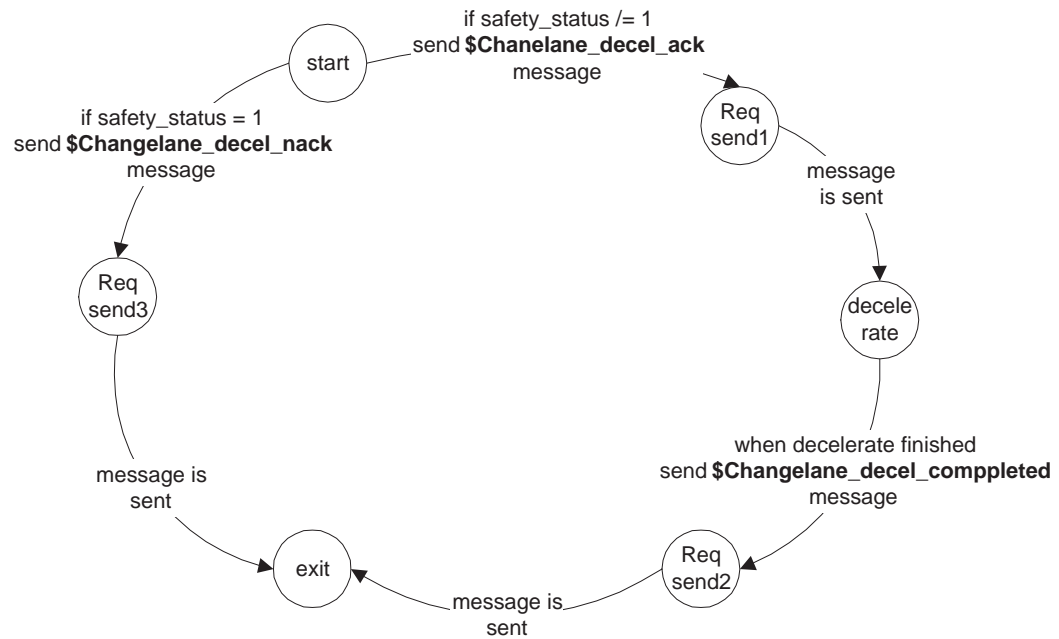 if safety_status /= 1
send $Chanelane_decel_ack
message
start
Req
send1
if safety_status = 1
send $Changelane_decel_nack
message
message
is sent
Req
send3
decele
rate
when decelerate finished
send $Changelane_decel_comppleted
message
message is
sent
Req
send2
exit
message is
sent